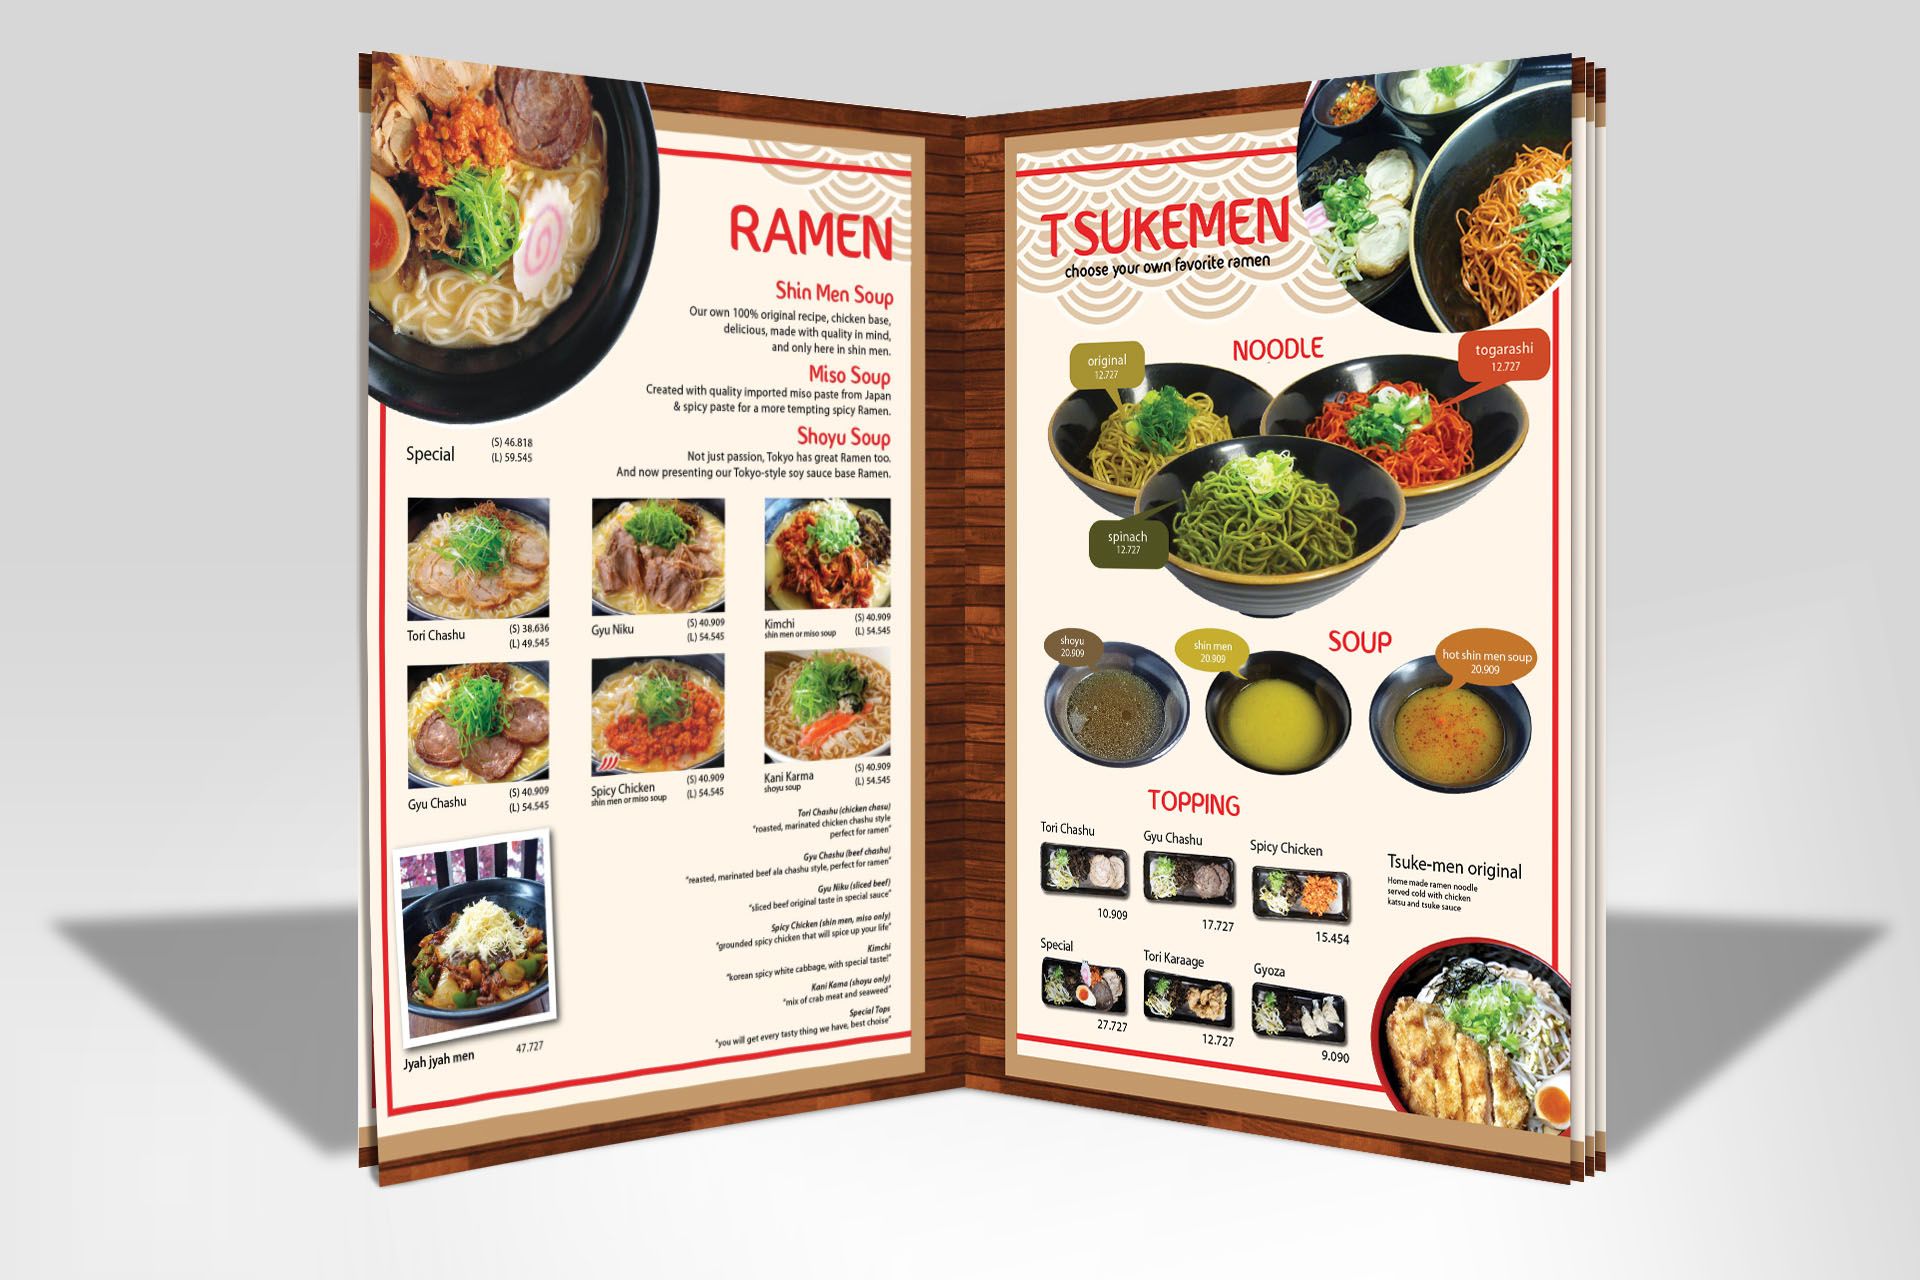 RAMEN
Shin Men Soup
Our own 100% original recipe, chicken base,
delicious, made with quality in mind,
and only here in shin men.
Miso Soup
Created with quality imported miso paste from Japan
& spicy paste for a more tempting spicy Ramen.
Shoyu Soup
Not just passion, Tokyo has great Ramen too.
And now presenting our Tokyo-style soy sauce base Ramen.
Special
(S) 46.818
(L) 59.545
Tori Chashu
(S) 38.636
(L) 49.545
Gyu Niku
(S) 40.909
(L) 54.545
Kimchi
shin men or miso soup
(S) 40.909
(L) 54.545
Gyu Chashu
(S) 40.909
(L) 54.545
Spicy Chicken
shin men or miso soup
(S) 40.909
(L) 54.545
Kani Karma
shoyu soup
(S) 40.909
(L) 54.545
Tori Chashu (chicken chasu)
"roasted, marinated chicken chashu style
perfect for ramen"
Gyu Chashu (beef chashu)
"reasted, marinated beef ala chashu style, perfect for ramen"
Gyu Niku (sliced beef)
"sliced beef original taste in special sauce"
Spicy Chicken (shin men, miso only)
"grounded spicy chicken that will spice up your life"
Kimchi
"korean spicy white cabbage, with special taste!"
Kani Kama (shoyu only)
"mix of crab meat and seaweed"
Special Tops
"you will get every tasty thing we have, best choise"
Jyah jyah men
47.727
TSUKEMEN
choose your own favorite ramen
NOODLE
original
12.727
togarashi
12.727
spinach
12.727
SOUP
shoyu
20.909
shin men
20.909
hot shin men soup
20.909
TOPPING
Tori Chashu
10.909
Gyu Chashu
17.727
Spicy Chicken
15.454
Special
27.727
Tori Karaage
12.727
Gyoza
9.090
Tsuke-men original
Home made ramen noodle
served cold with chicken
katsu and tsuke sauce